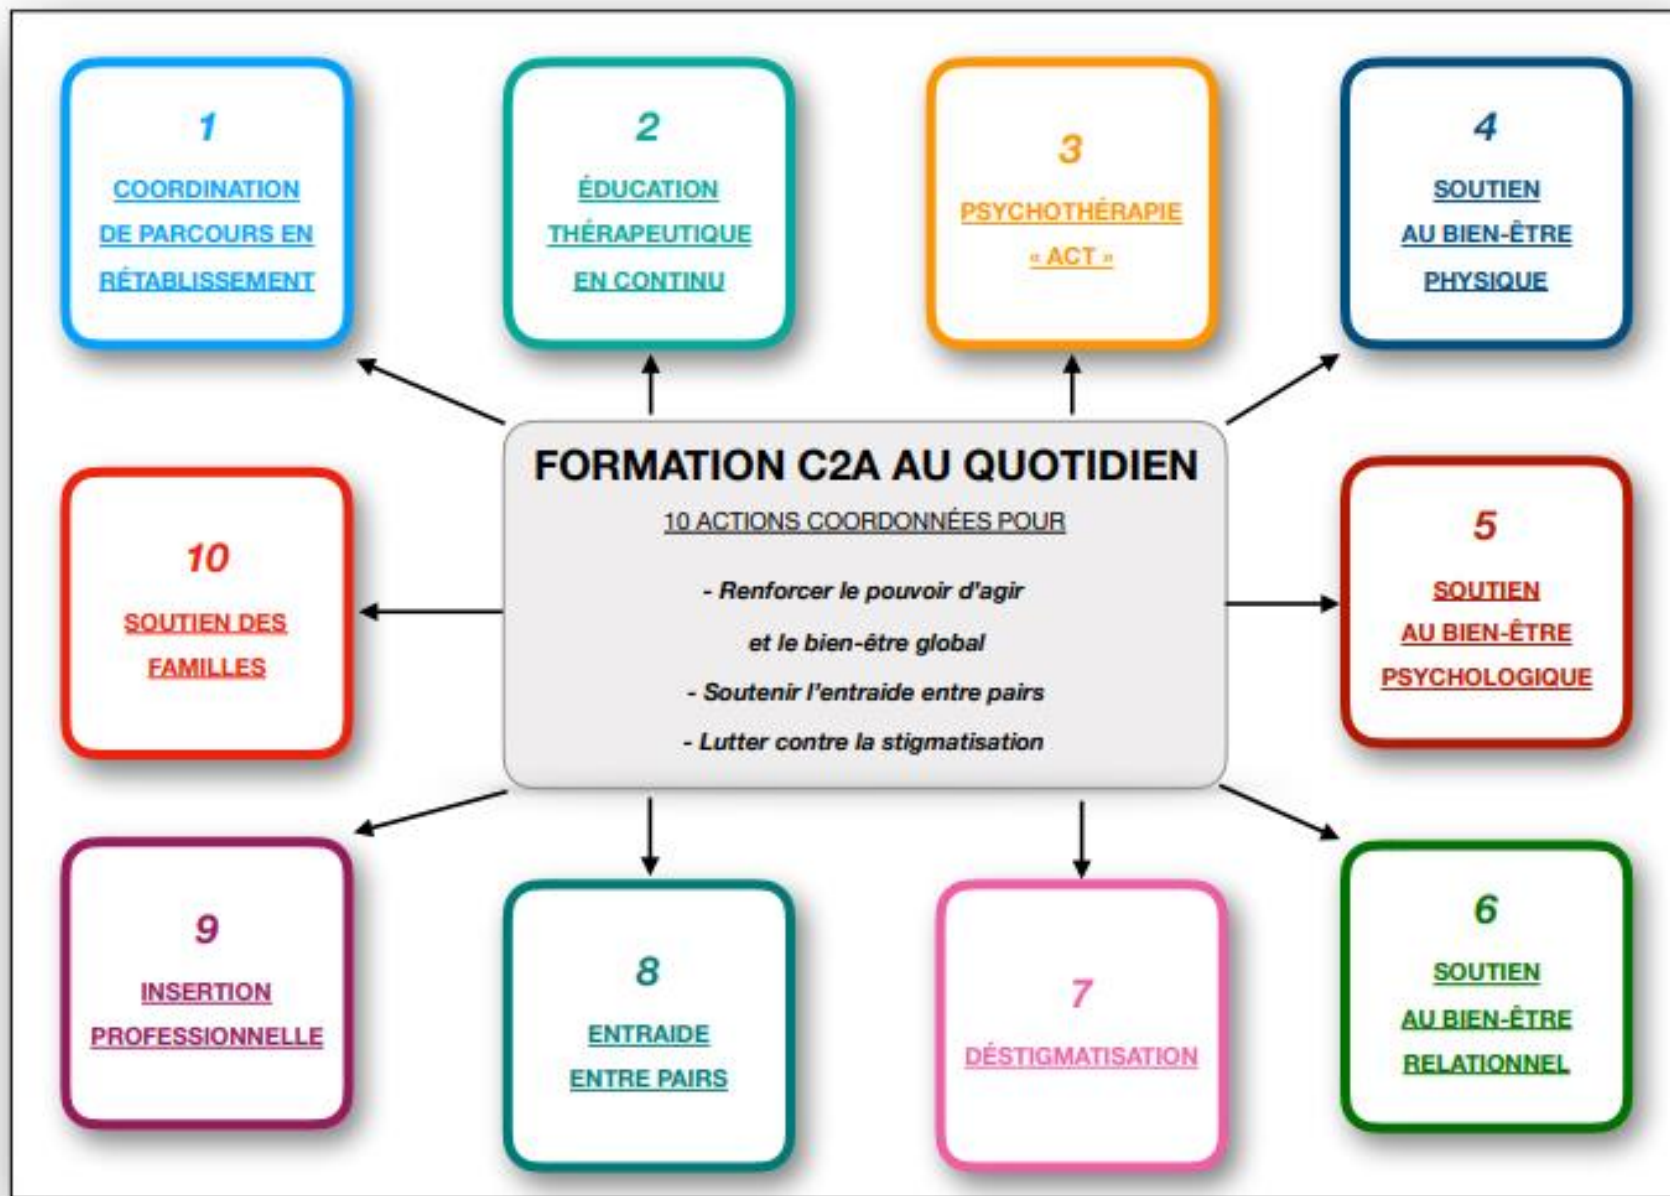 1
COORDINATION
DE PARCOURS EN
RÉTABLISSEMENT
2
ÉDUCATION
THÉRAPEUTIQUE
EN CONTINU
3
PSYCHOTHÉRAPIE
« ACT »
4
SOUTIEN
AU BIEN-ÊTRE
PHYSIQUE
FORMATION C2A AU QUOTIDIEN
10 ACTIONS COORDONNÉES POUR
- Renforcer le pouvoir d'agir
et le bien-être global
- Soutenir l'entraide entre pairs
- Lutter contre la stigmatisation
5
SOUTIEN
AU BIEN-ÊTRE
PSYCHOLOGIQUE
6
SOUTIEN
AU BIEN-ÊTRE
RELATIONNEL
7
DÉSTIGMATISATION
8
ENTRAIDE
ENTRE PAIRS
9
INSERTION
PROFESSIONNELLE
10
SOUTIEN DES
FAMILLES